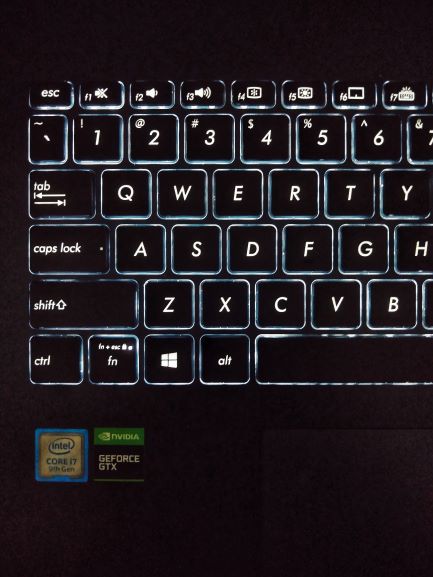 esc f1 f2 f3 f4 f5 f6 f7
~ ` ! 1 @ 2 # 3 $ 4 % 5 ^ 6 & 7
tab Q W E R T Y
caps lock A S D F G H
shift Z X C V B
fn + esc
ctrl fn alt
intel
CORE i7
9th Gen
NVIDIA
GEFORCE
GTX